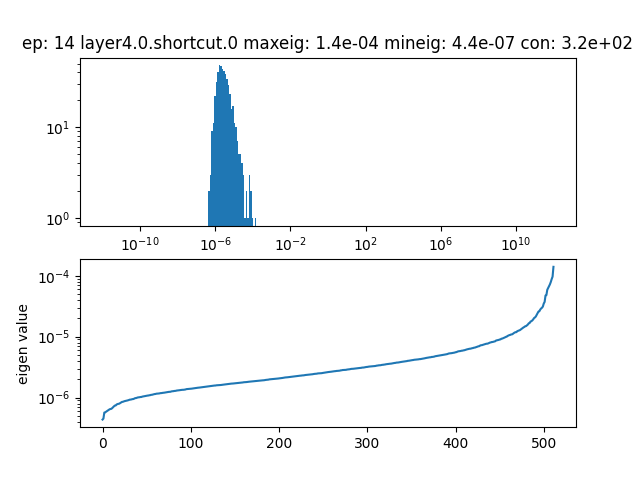 ep: 14 layer4.0.shortcut.0 maxeig: 1.4e-04 mineig: 4.4e-07 con: 3.2e+02
10¹
10⁰
10⁻¹⁰ 10⁻⁶ 10⁻² 10² 10⁶ 10¹⁰
10⁻⁴
10⁻⁵
10⁻⁶
eigen value
0 100 200 300 400 500